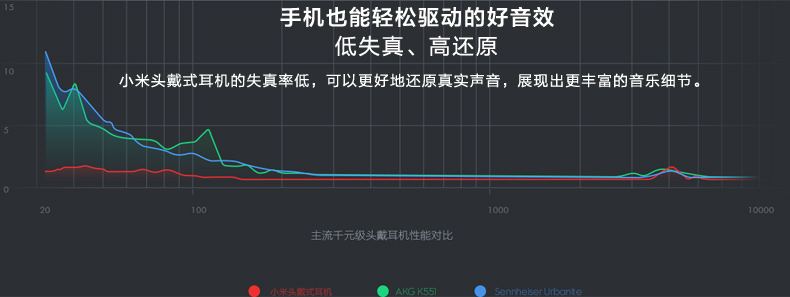 15
手机也能轻松驱动的好音效
低失真、高还原
10
小米头戴式耳机的失真率低，可以更好地还原真实声音，展现出更丰富的音乐细节。
5
0
20 100 1000 10000
主流千元级头戴耳机性能对比
小米头戴式耳机 AKG K551 Sennheiser Urbanite